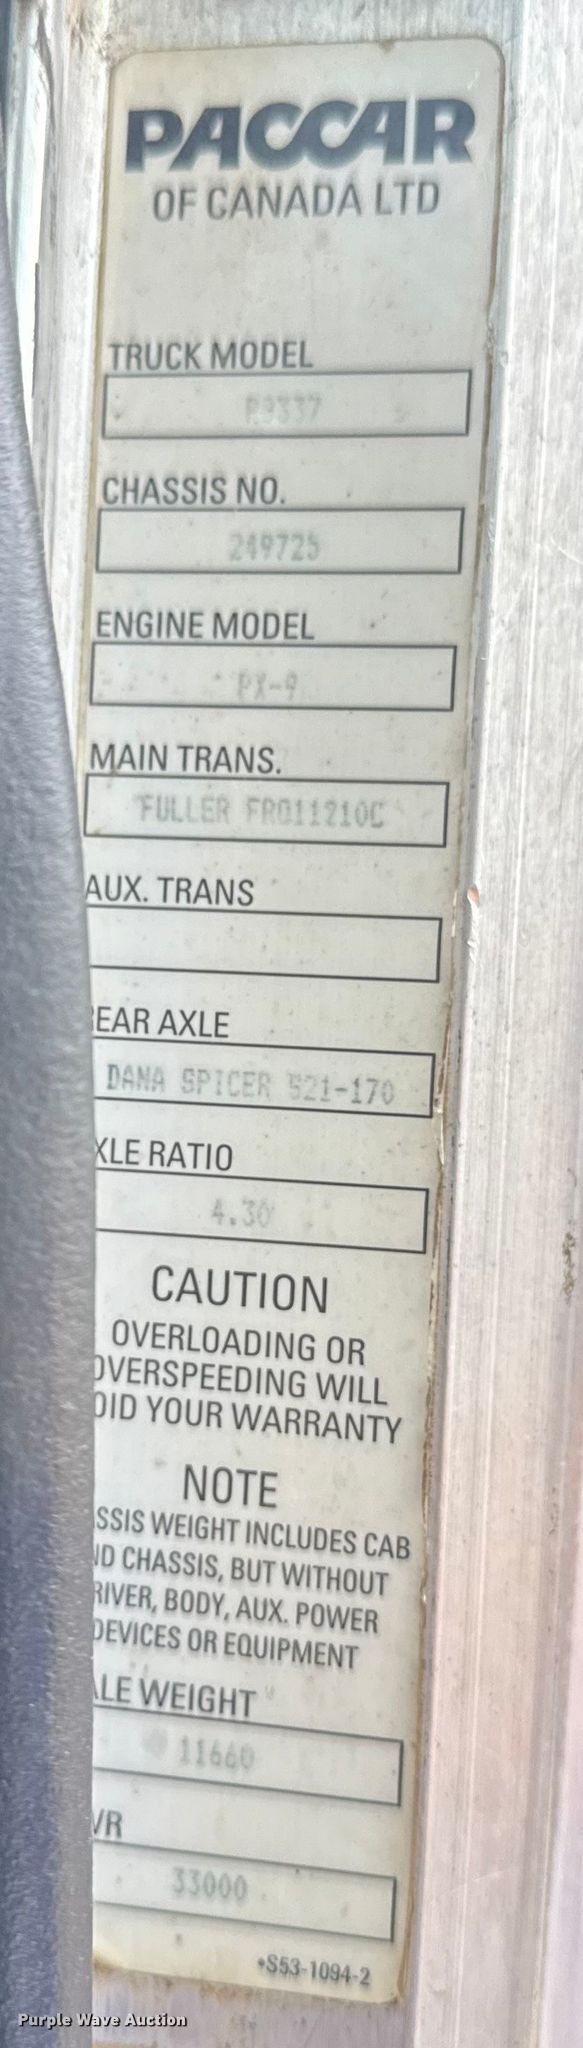 PACCAR
OF CANADA LTD
TRUCK MODEL
CHASSIS NO.
249725
ENGINE MODEL
PX-9
MAIN TRANS.
FULLER FRO11210C
AUX. TRANS
EAR AXLE
DANA SPICER S21-170
XLE RATIO
4.30
CAUTION
OVERLOADING OR
OVERSPEEDING WILL
OID YOUR WARRANTY
NOTE
SSIS WEIGHT INCLUDES CAB
ND CHASSIS, BUT WITHOUT
RIVER, BODY, AUX. POWER
DEVICES OR EQUIPMENT
LE WEIGHT
11660
VR
33000
•S53-1094-2
Purple Wave Auction